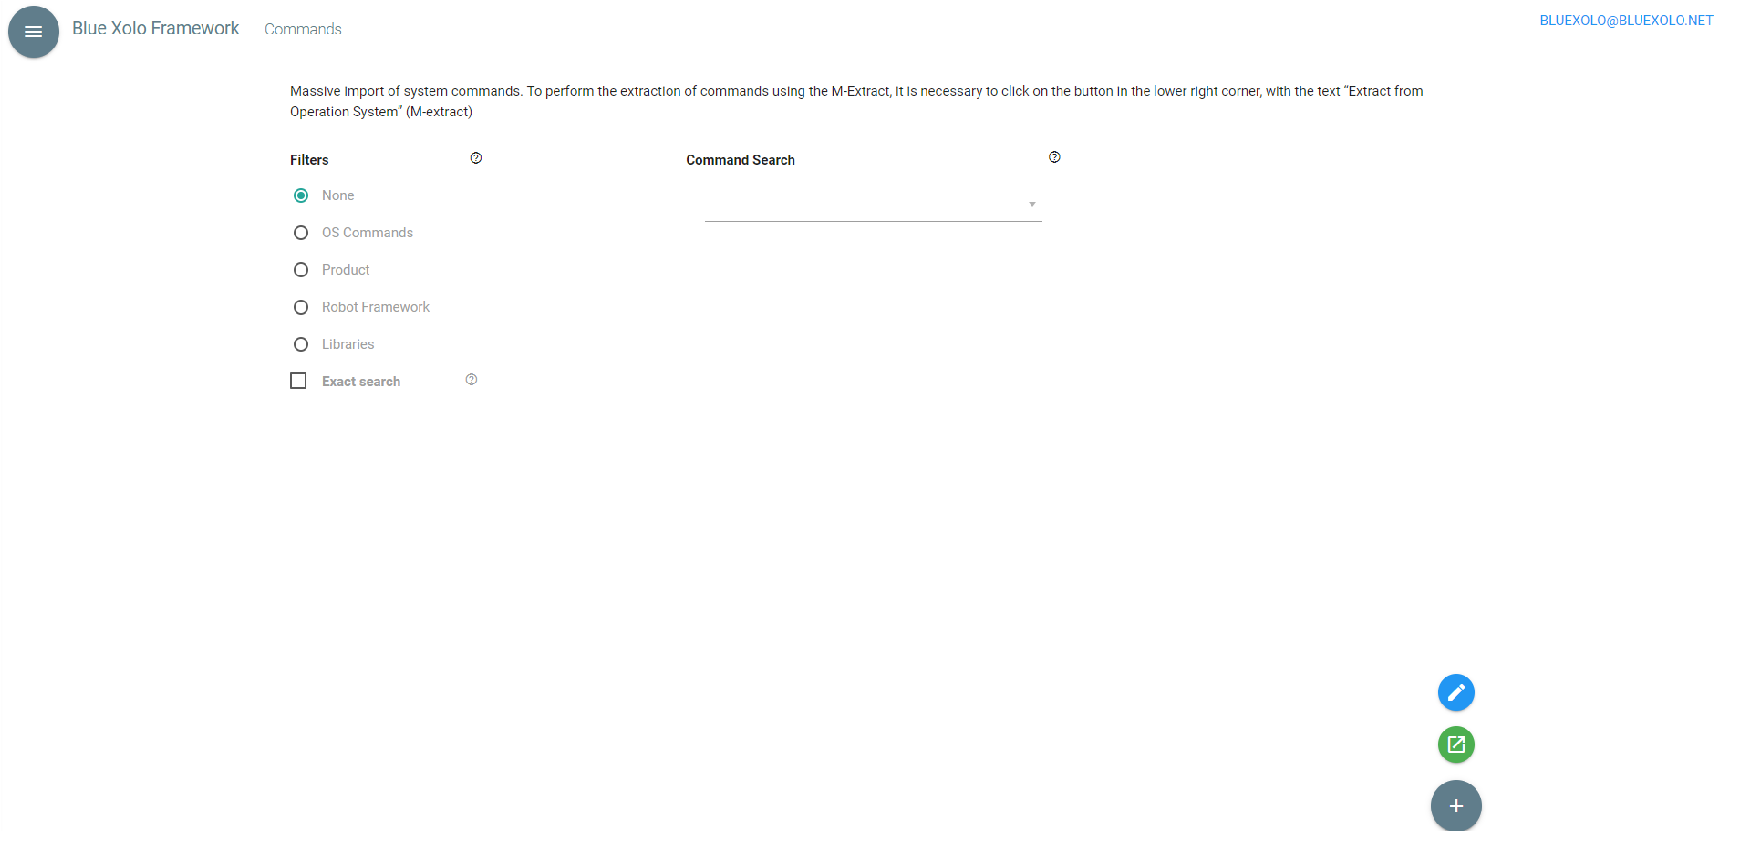 Blue Xolo Framework
Commands
BLUEXOLO@BLUEXOLO.NET
Massive import of system commands. To perform the extraction of commands using the M-Extract, it is necessary to click on the button in the lower right corner, with the text “Extract from
Operation System” (M-extract)
Filters
Command Search
None
OS Commands
Product
Robot Framework
Libraries
Exact search